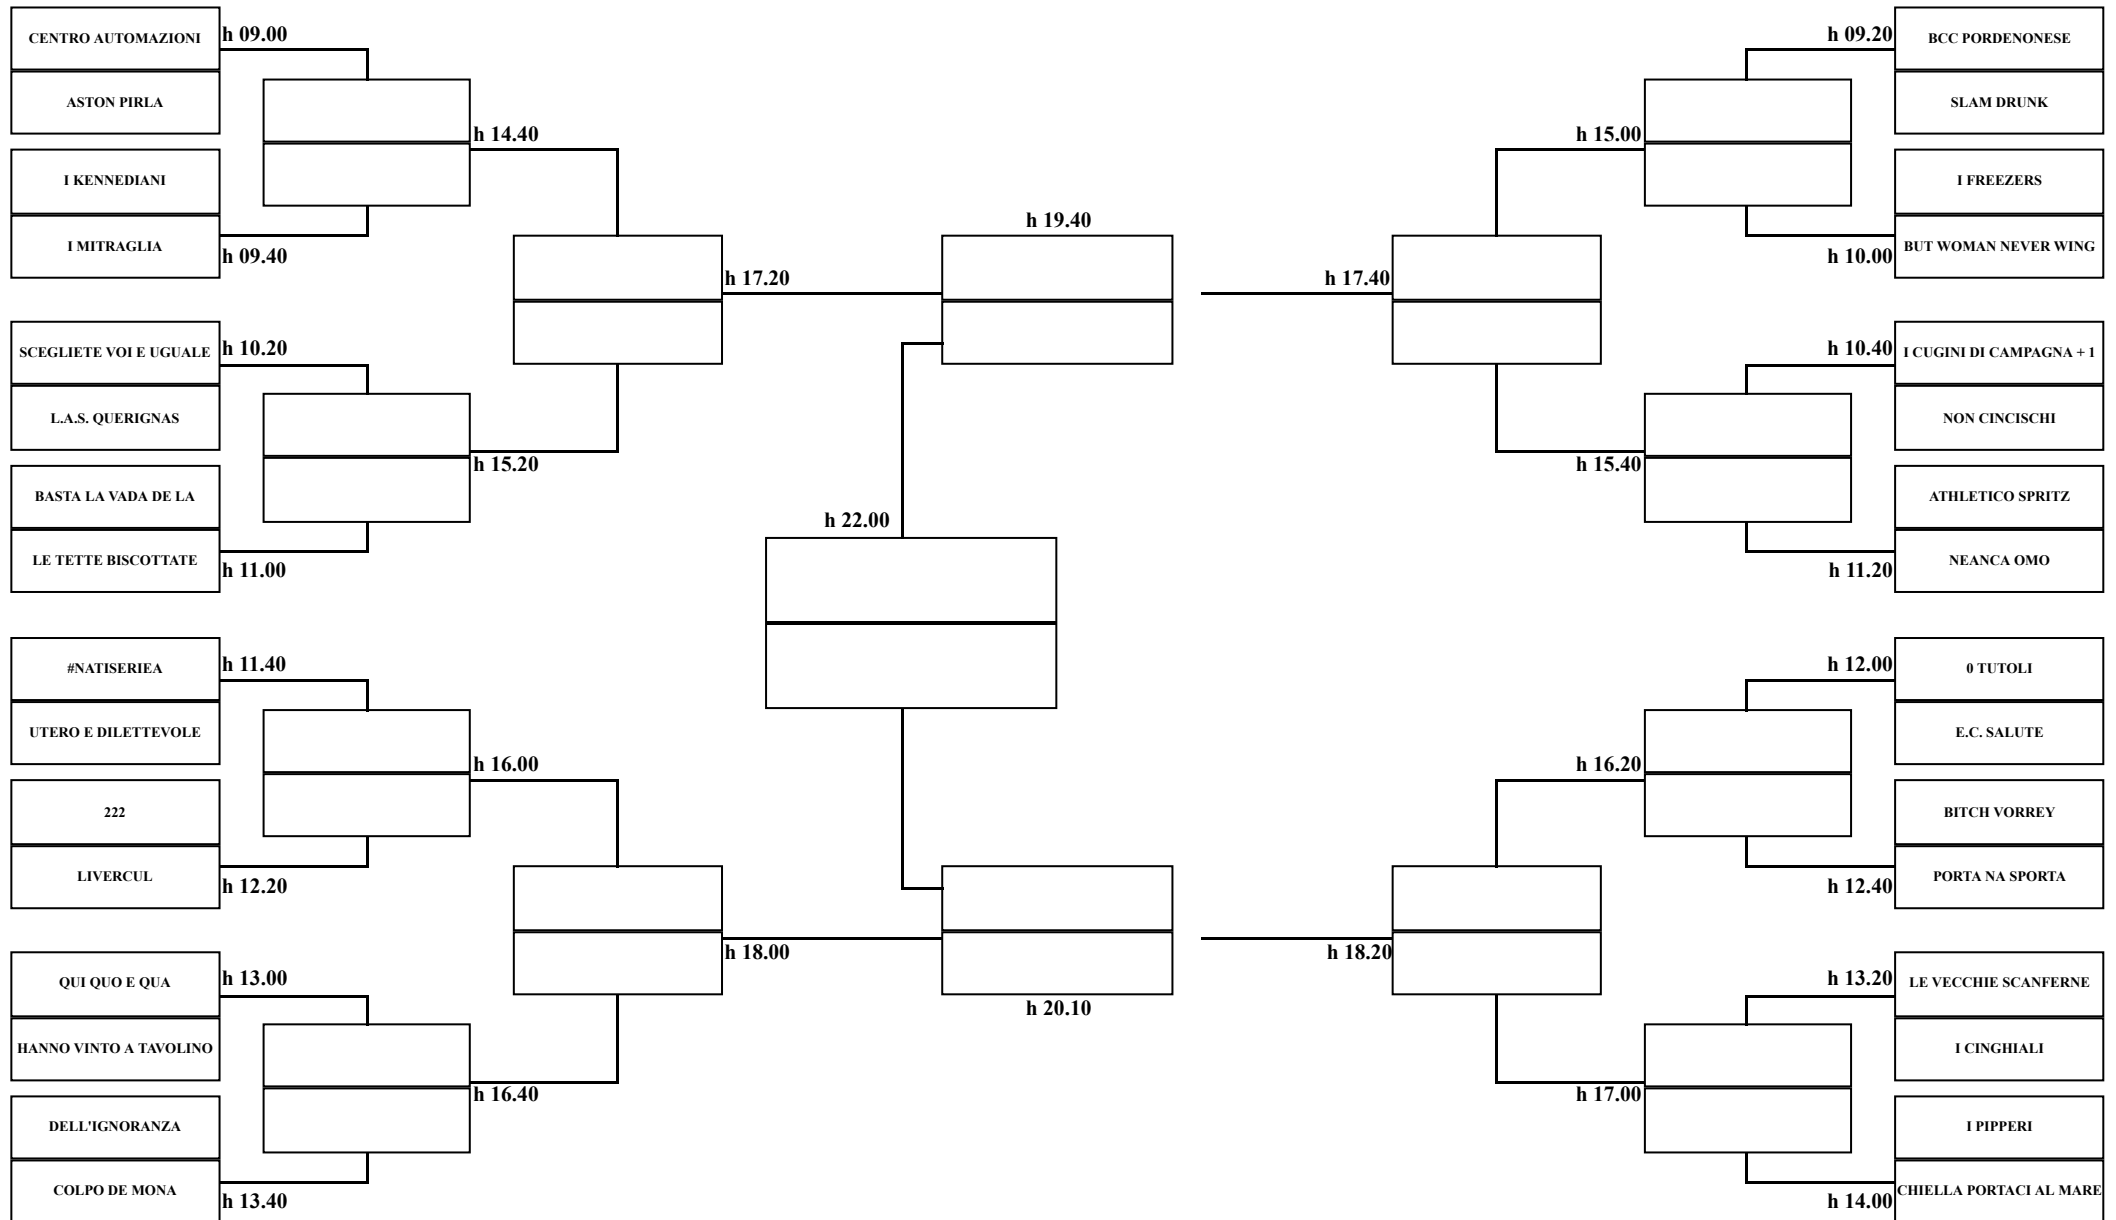 CENTRO AUTOMAZIONI
h 09.00
ASTON PIRLA
h 14.40
I KENNEDIANI
I MITRAGLIA
h 09.40
SCEGLIETE VOI E UGUALE
h 10.20
L.A.S. QUERIGNAS
h 15.20
BASTA LA VADA DE LA
LE TETTE BISCOTTATE
h 11.00
h 17.20
#NATISERIEA
h 11.40
UTERO E DILETTEVOLE
h 16.00
222
LIVERCUL
h 12.20
QUI QUO E QUA
h 13.00
HANNO VINTO A TAVOLINO
h 16.40
DELL'IGNORANZA
COLPO DE MONA
h 13.40
h 18.00
h 19.40
h 22.00
h 20.10
h 09.20
BCC PORDENONESE
SLAM DRUNK
h 15.00
I FREEZERS
BUT WOMAN NEVER WING
h 10.00
h 17.40
h 10.40
I CUGINI DI CAMPAGNA + 1
NON CINCISCHI
h 15.40
ATHLETICO SPRITZ
NEANCA OMO
h 11.20
h 12.00
0 TUTOLI
E.C. SALUTE
h 16.20
BITCH VORREY
PORTA NA SPORTA
h 12.40
h 18.20
h 13.20
LE VECCHIE SCANFERNE
I CINGHIALI
h 17.00
I PIPPERI
CHIELLA PORTACI AL MARE
h 14.00